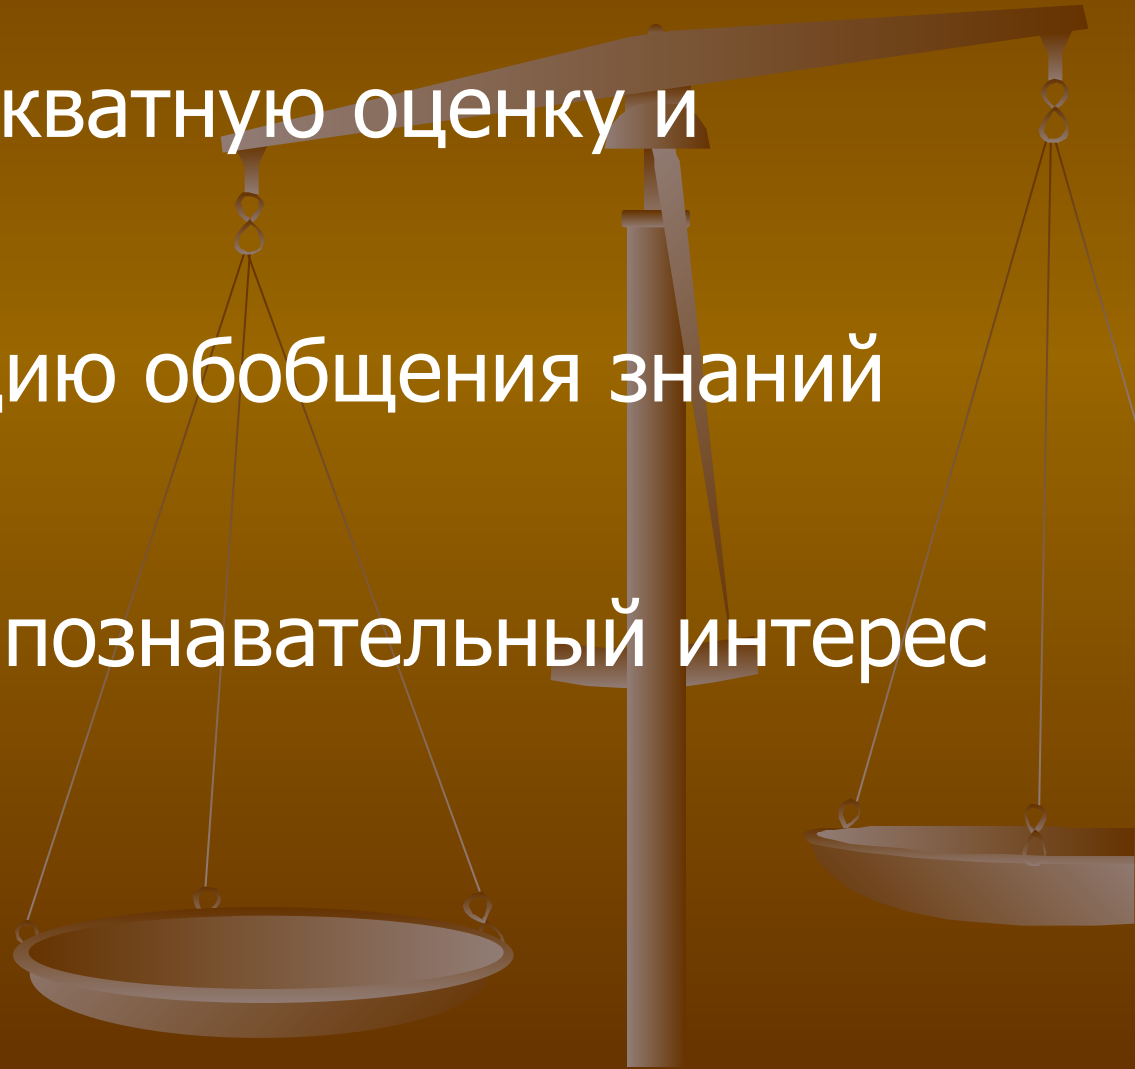 кватную оценку и
цию обобщения знаний
познавательный интерес